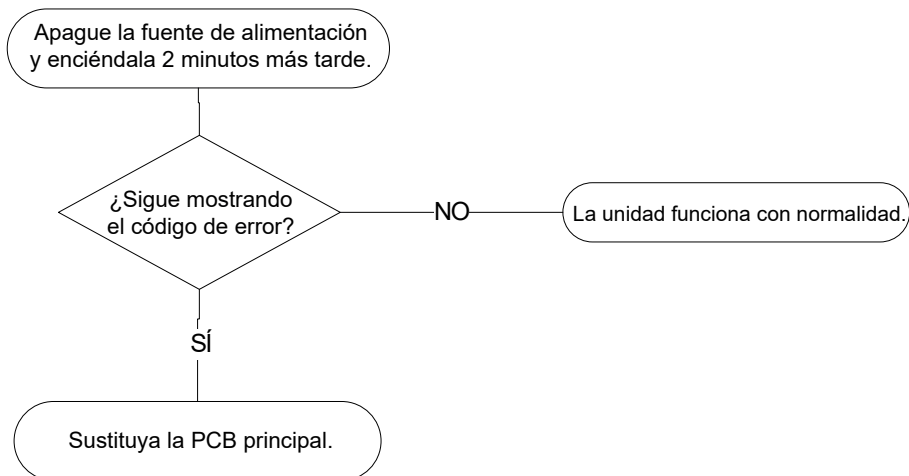 Apague la fuente de alimentación
y enciéndala 2 minutos más tarde.
¿Sigue mostrando
el código de error?
NO
La unidad funciona con normalidad.
SÍ
Sustituya la PCB principal.